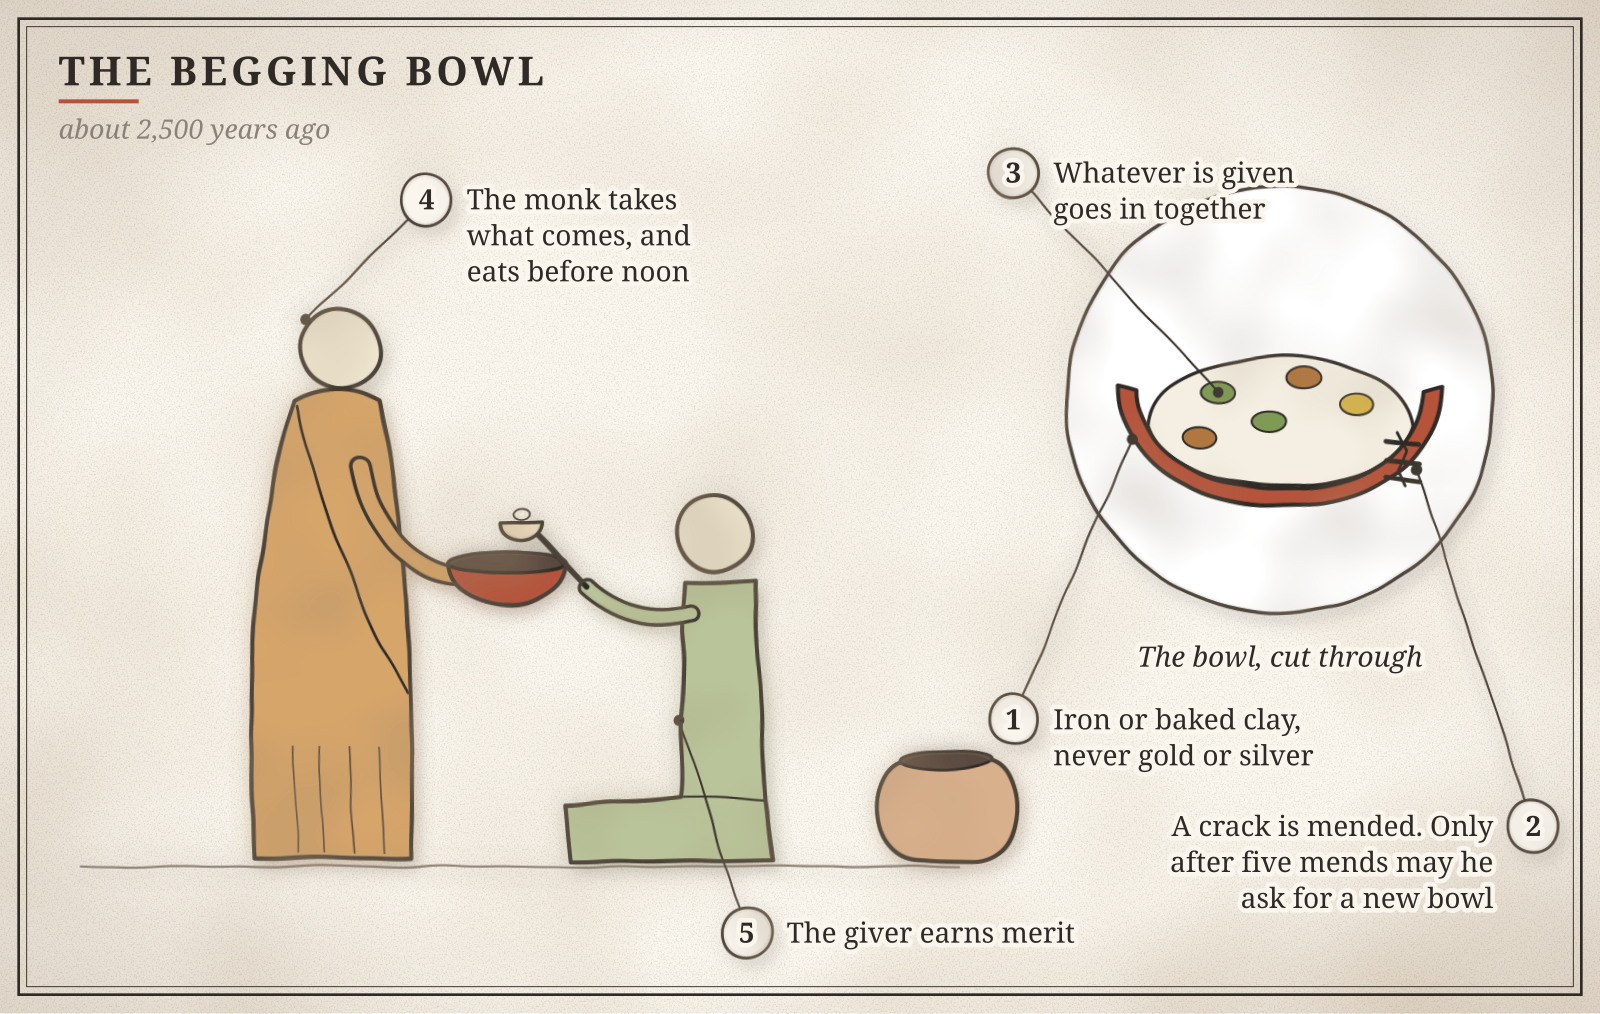 THE BEGGING BOWL
about 2,500 years ago
4
The monk takes
what comes, and
eats before noon
3
Whatever is given
goes in together
The bowl, cut through
1
Iron or baked clay,
never gold or silver
2
A crack is mended. Only
after five mends may he
ask for a new bowl
5
The giver earns merit